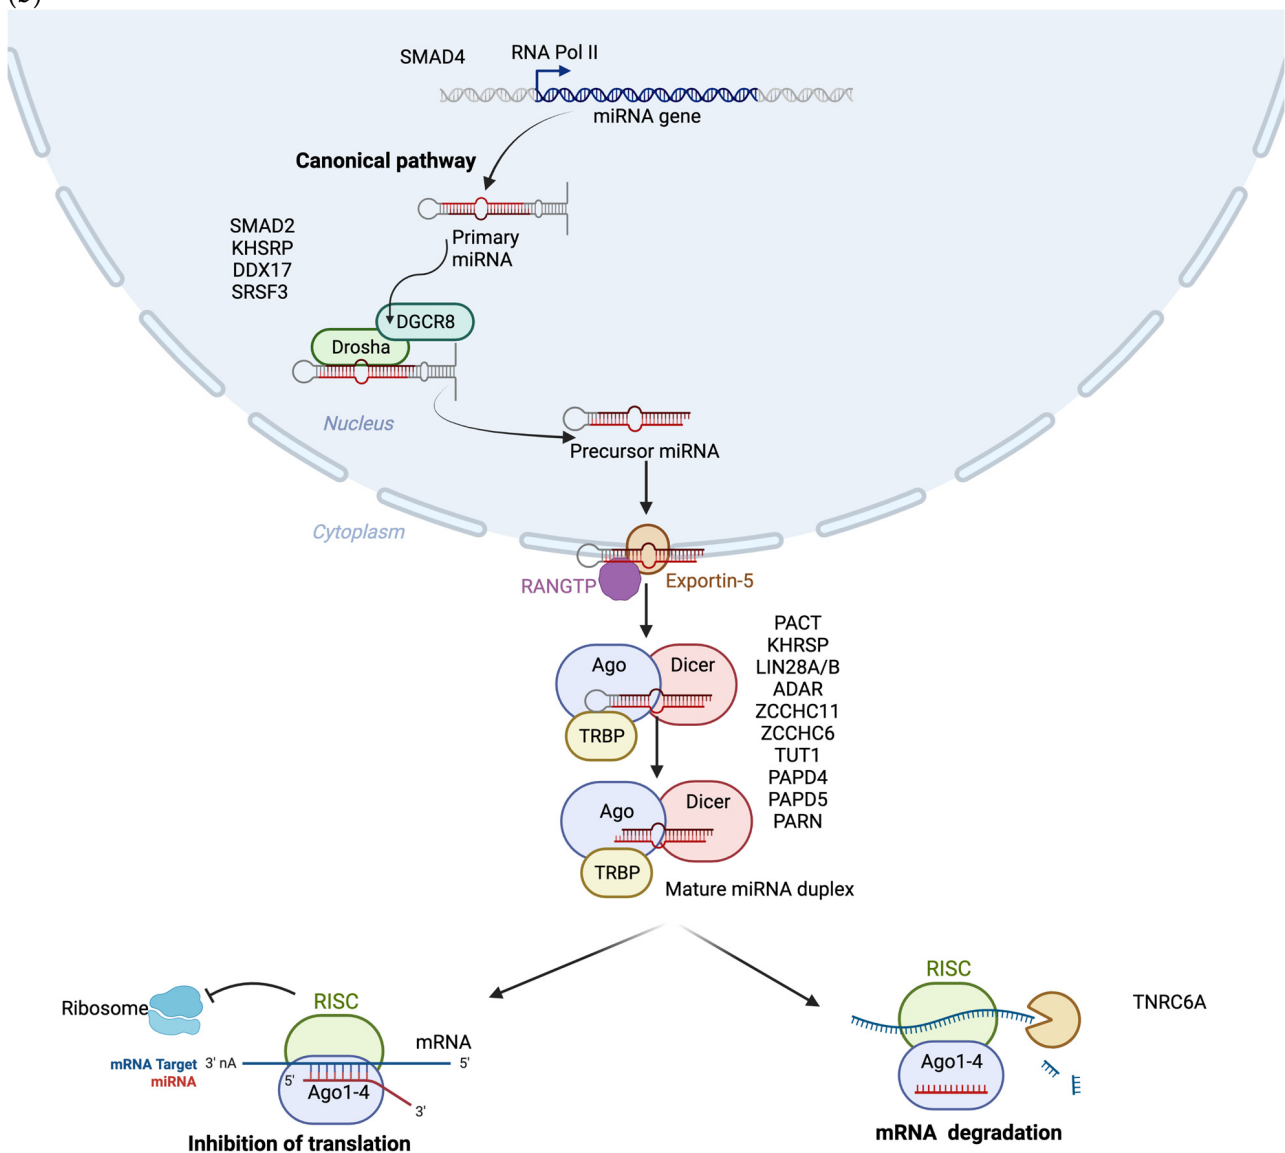 (b)
SMAD4
RNA Pol II
miRNA gene
Canonical pathway
Primary
miRNA
SMAD2
KHSRP
DDX17
SRSF3
DGCR8
Drosha
Nucleus
Precursor miRNA
Cytoplasm
RANGTP
Exportin-5
Ago
Dicer
TRBP
PACT
KHRSP
LIN28A/B
ADAR
ZCCHC11
ZCCHC6
TUT1
PAPD4
PAPD5
PARN
Ago
Dicer
TRBP
Mature miRNA duplex
Ribosome
RISC
mRNA
mRNA Target
miRNA
3' nA
5'
5'
Ago1-4
3'
Inhibition of translation
RISC
TNRC6A
Ago1-4
mRNA degradation